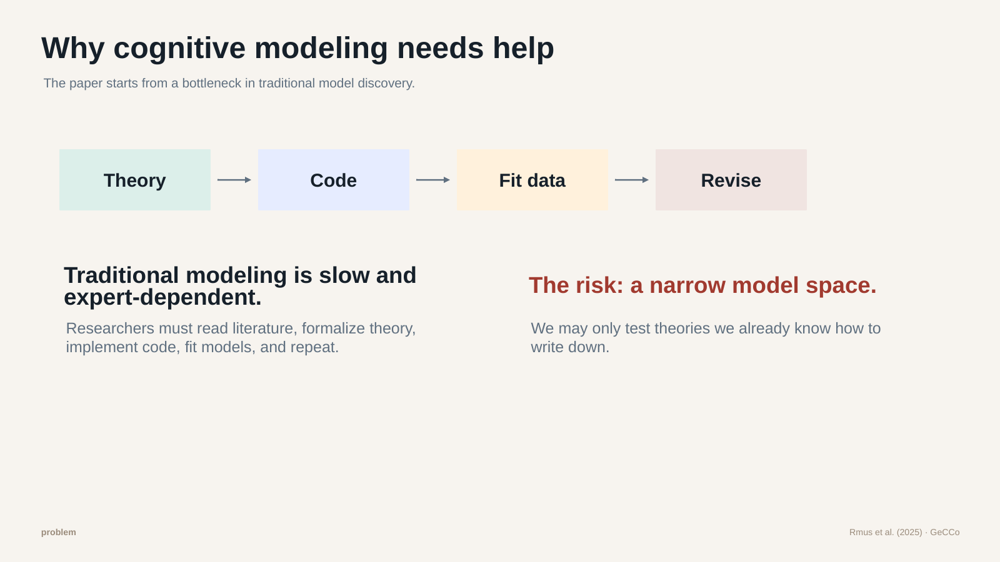 Why cognitive modeling needs help
The paper starts from a bottleneck in traditional model discovery.
Theory
Code
Fit data
Revise
Traditional modeling is slow and
expert-dependent.
Researchers must read literature, formalize theory,
implement code, fit models, and repeat.
The risk: a narrow model space.
We may only test theories we already know how to
write down.
problem
Rmus et al. (2025) · GeCCo